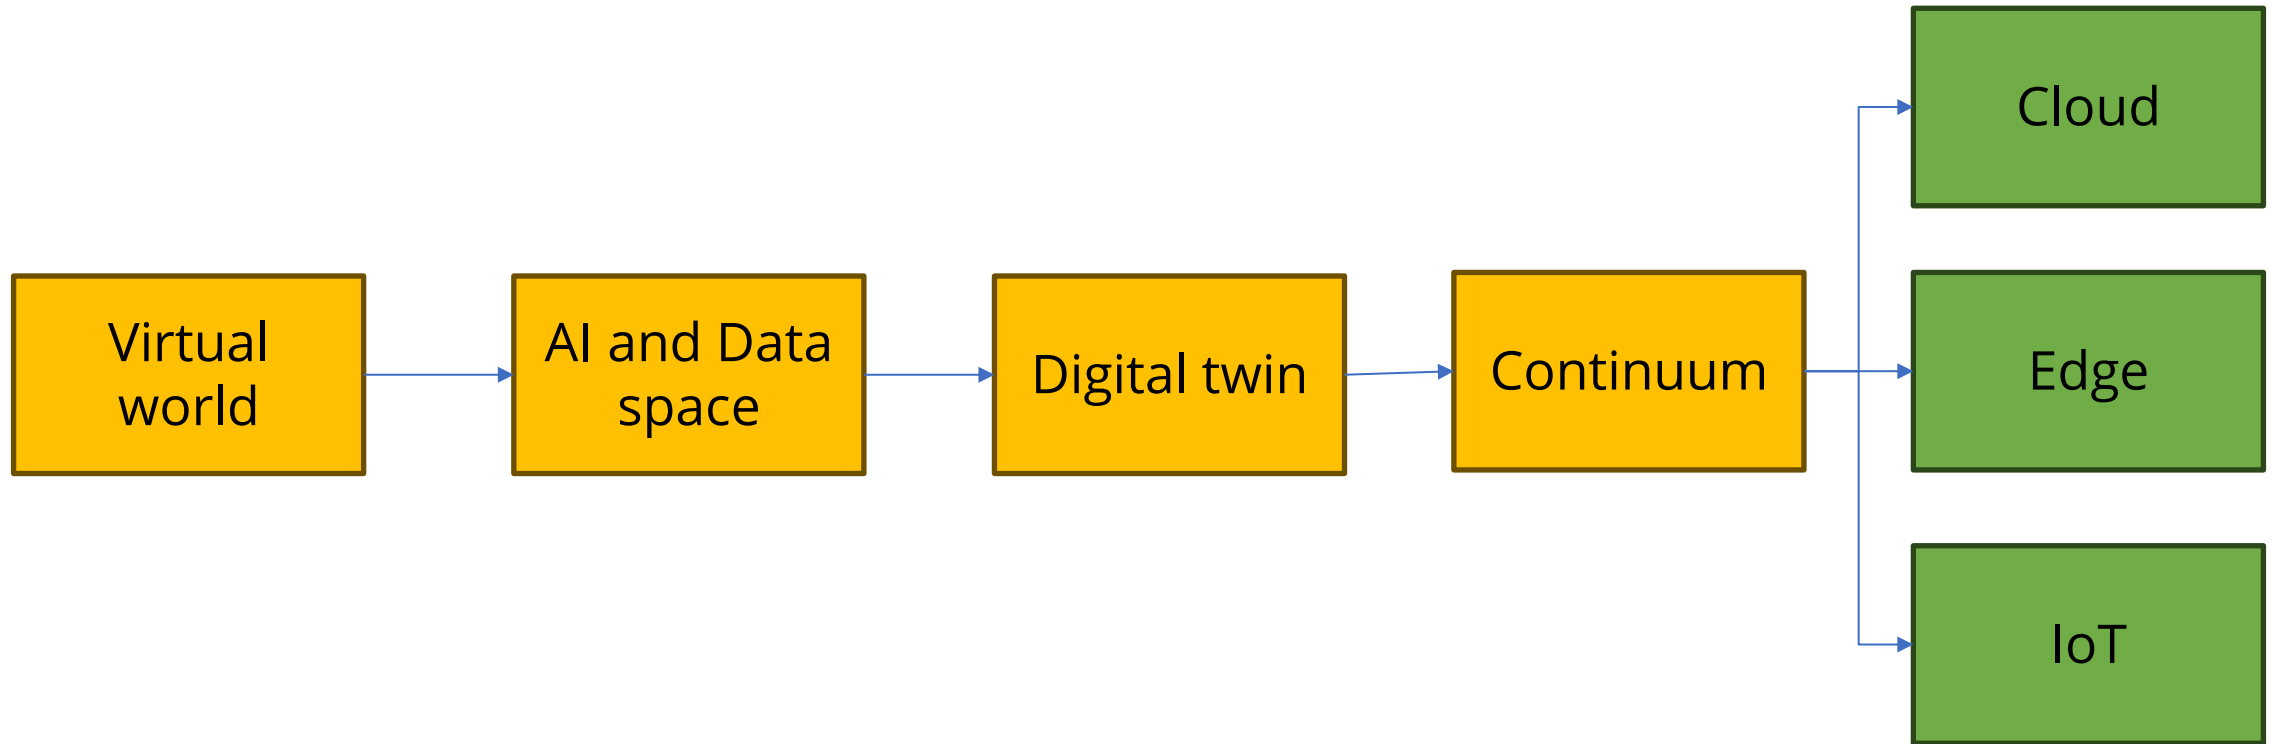 Virtual
world
AI and Data
space
Digital twin
Continuum
Cloud
Edge
IoT